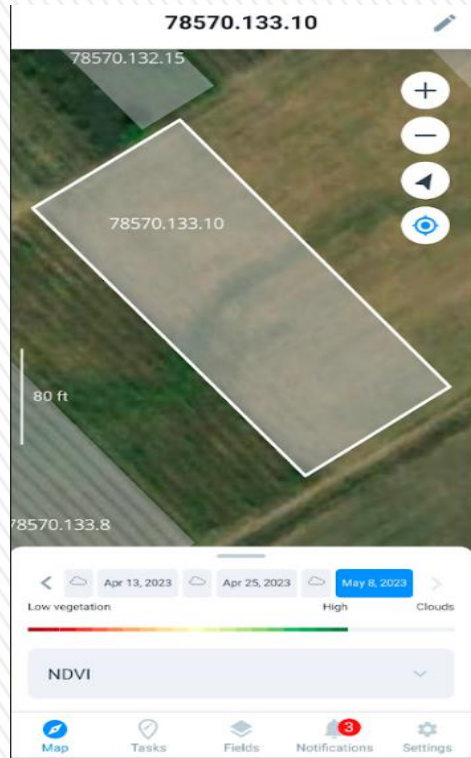 78570.133.10
78570.132.15
78570.133.10
80 ft
78570.133.8
Apr 13, 2023 Apr 25, 2023 May 8, 2023
Low vegetation High Clouds
NDVI
3
Map Tasks Fields Notifications Settings